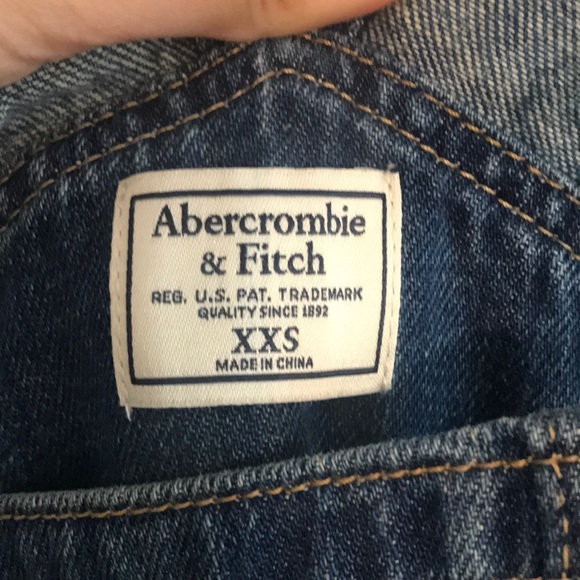 Abercrombie
& Fitch
REG. U.S. PAT. TRADEMARK
QUALITY SINCE 1892
XXS
MADE IN CHINA